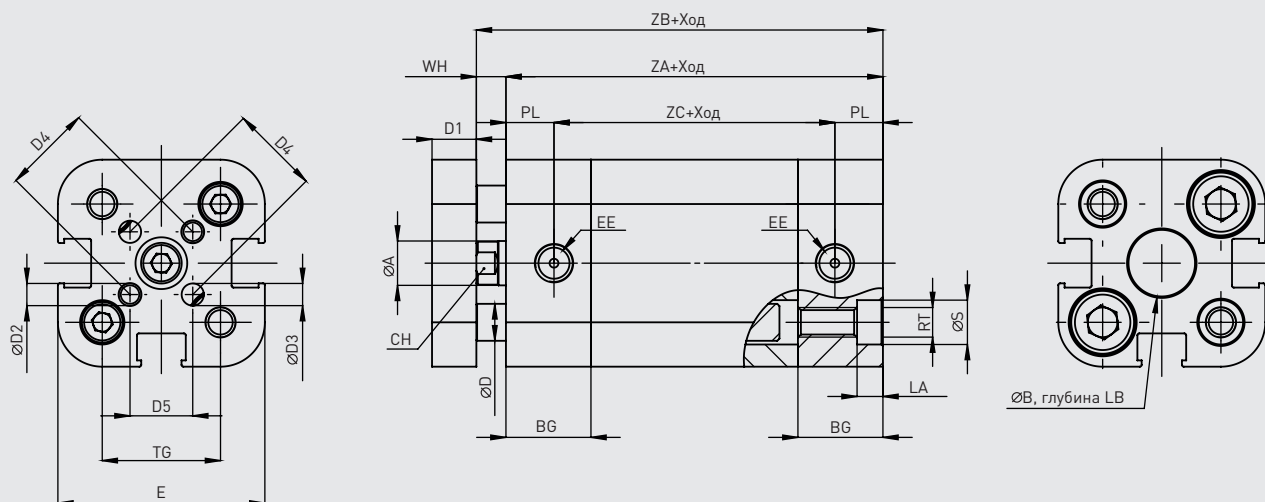 ZB+Ход
WH
ZA+Ход
PL
ZC+Ход
PL
D1
D4
D4
EE
EE
ØA
CH
ØD
RT
ØS
LA
ØD2
ØD3
D5
BG
BG
TG
E
ØB, глубина LB